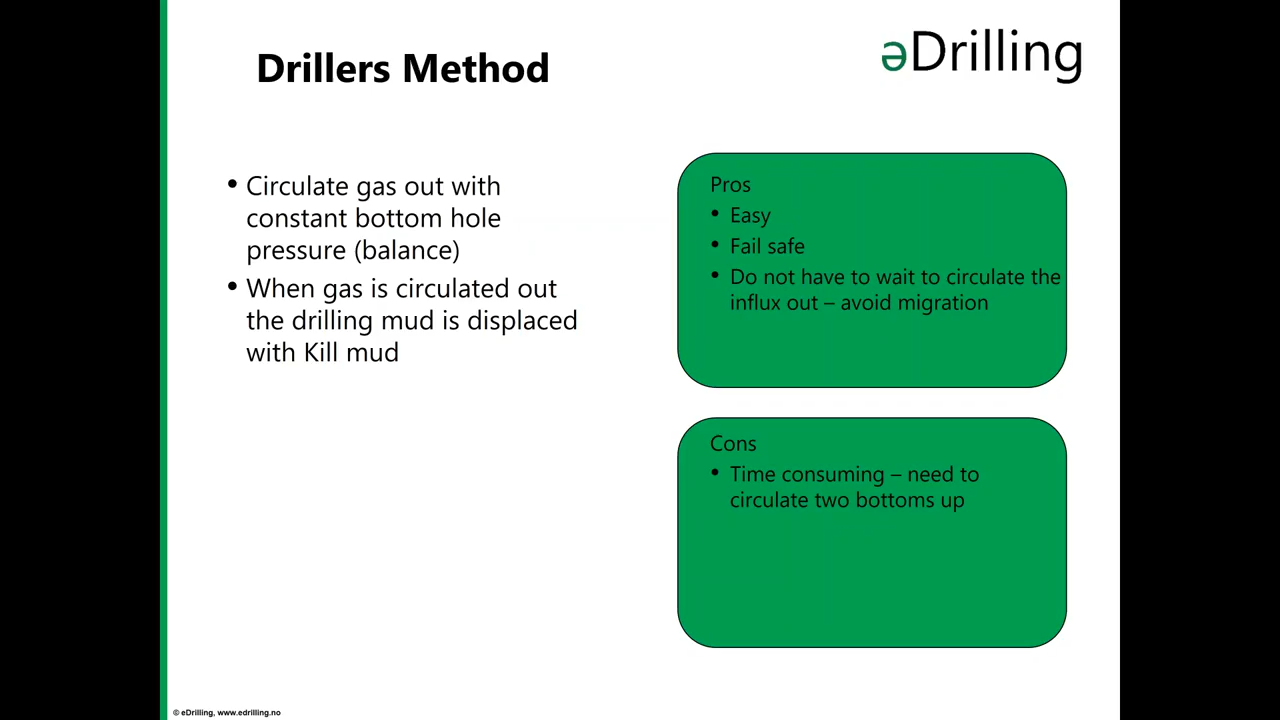 Drillers Method
əDrilling
• Circulate gas out with
constant bottom hole
pressure (balance)
• When gas is circulated out
the drilling mud is displaced
with Kill mud
Pros
• Easy
• Fail safe
• Do not have to wait to circulate the
influx out – avoid migration
Cons
• Time consuming – need to
circulate two bottoms up
© eDrilling, www.edrilling.no